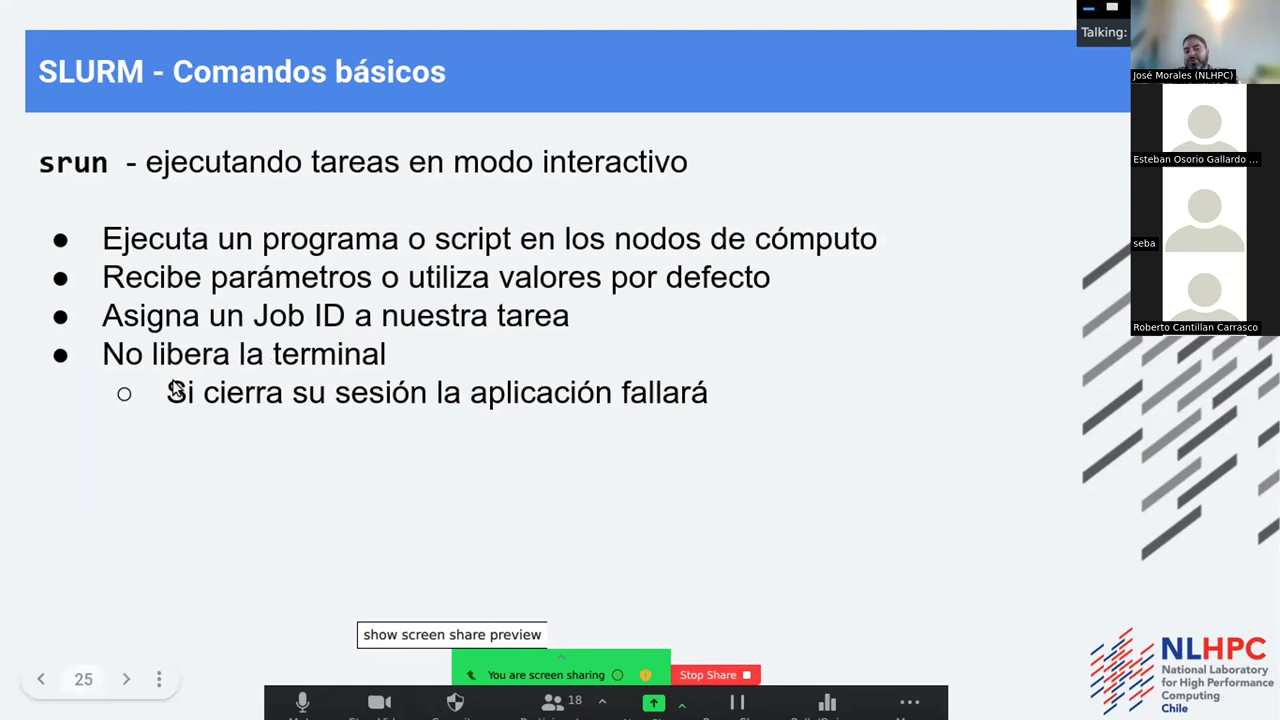 SLURM - Comandos básicos
srun - ejecutando tareas en modo interactivo
● Ejecuta un programa o script en los nodos de cómputo
● Recibe parámetros o utiliza valores por defecto
● Asigna un Job ID a nuestra tarea
● No libera la terminal
○ Si cierra su sesión la aplicación fallará
Talking:
José Morales (NLHPC)
Esteban Osorio Gallardo ...
seba
Roberto Cantillan Carrasco
show screen share preview
You are screen sharing
Stop Share
25
18
NLHPC
National Laboratory
for High Performance
Computing
Chile